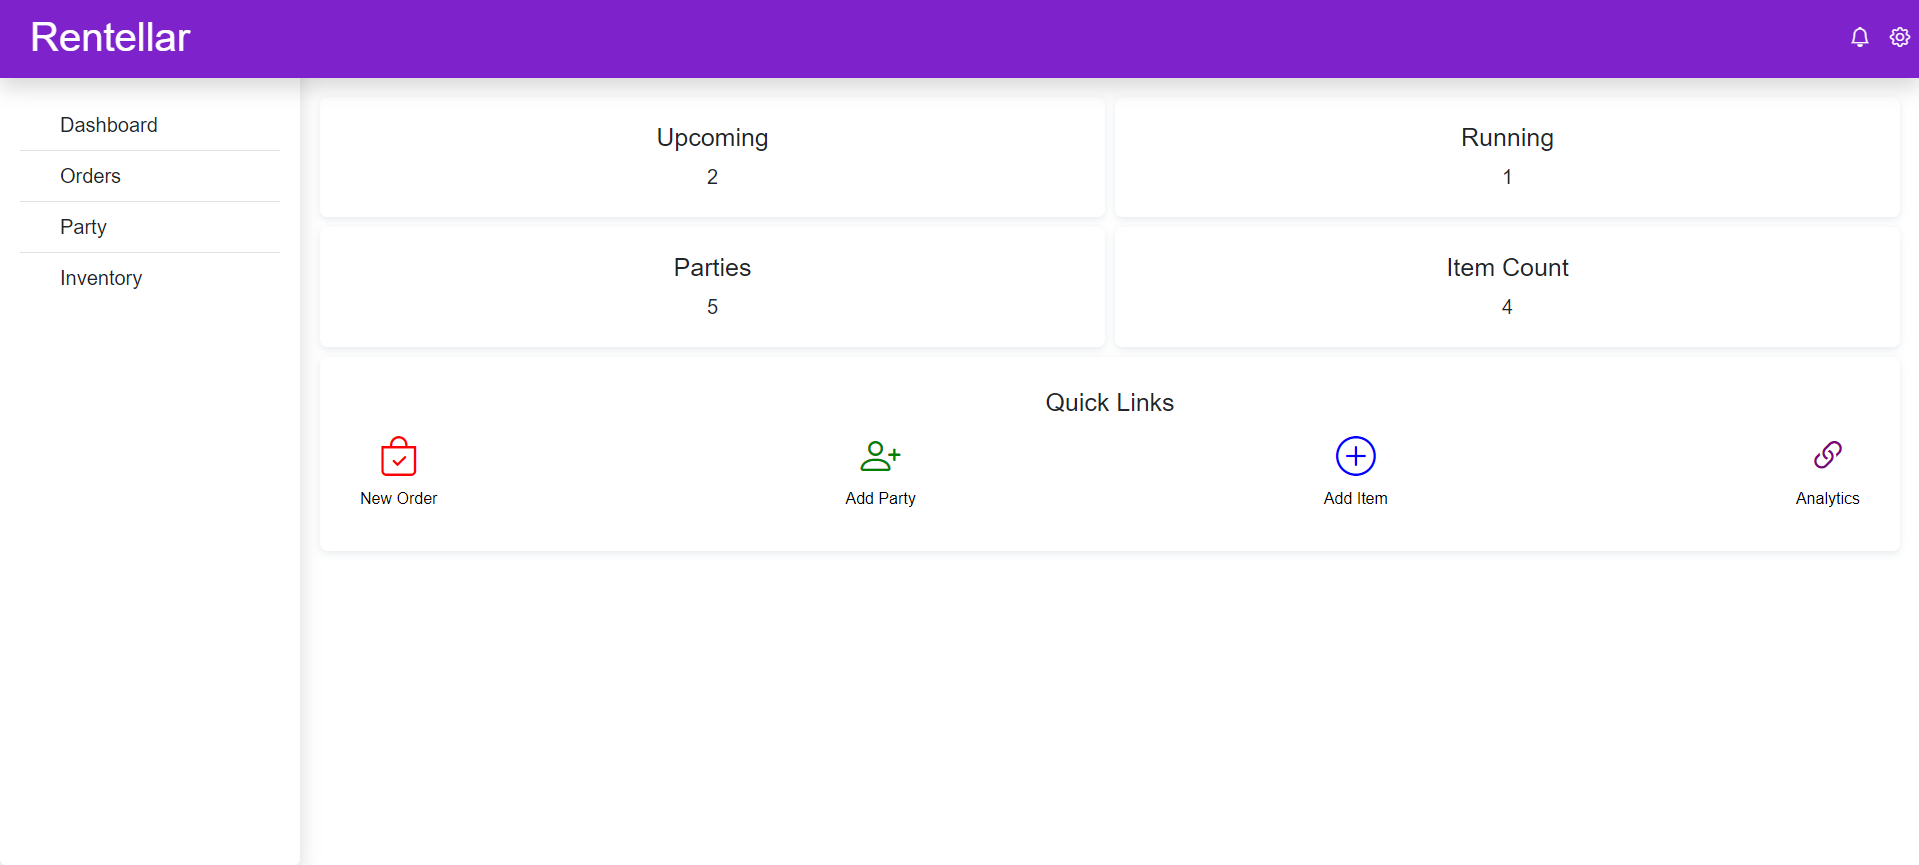 Rentellar
Dashboard
Orders
Party
Inventory
Upcoming
2
Running
1
Parties
5
Item Count
4
Quick Links
New Order
Add Party
Add Item
Analytics